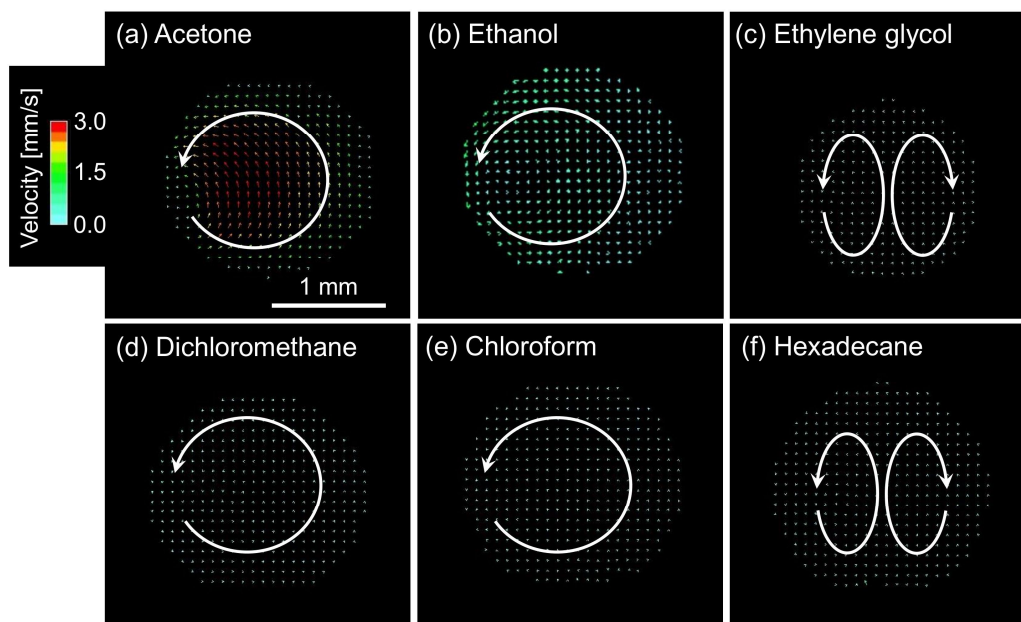 (a) Acetone
(b) Ethanol
(c) Ethylene glycol
Velocity [mm/s]
3.0
1.5
0.0
1 mm
(d) Dichloromethane
(e) Chloroform
(f) Hexadecane